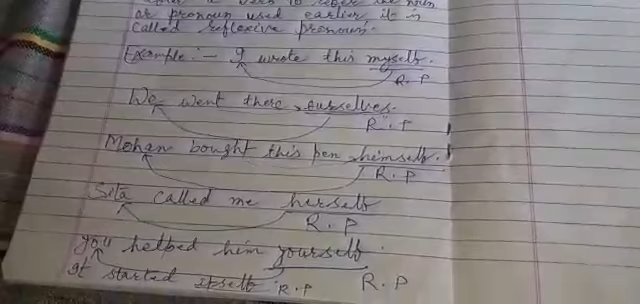 or pronoun used earlier, it is
called reflexive pronoun.
Example:- I wrote this myself.
R.P
We went there, ourselves.
R.P
Mohan bought this pen himself.
R.P
Sita called me herself
R.P
You helped him yourself.
R.P
It started itself R.P